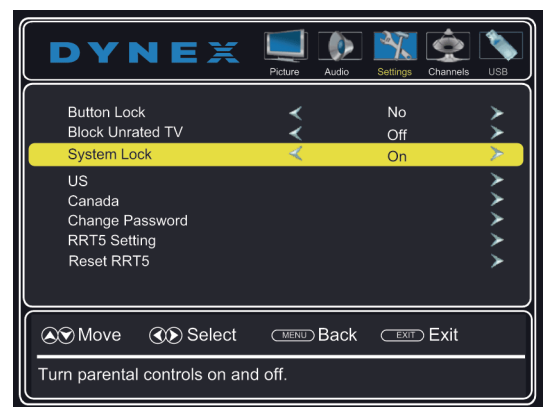 DYNEX
Picture Audio Settings Channels USB
Button Lock No
Block Unrated TV Off
System Lock On
US
Canada
Change Password
RRT5 Setting
Reset RRT5
Move Select MENU Back EXIT Exit
Turn parental controls on and off.